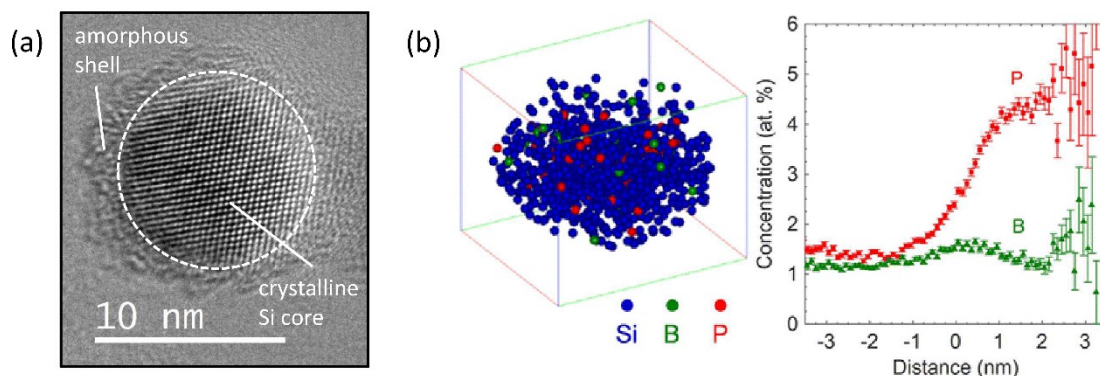 (a)
amorphous
shell
crystalline
Si core
10 nm
(b)
Si B P
Concentration (at. %)
6
5
4
3
2
1
0
P
B
-3 -2 -1 0 1 2 3
Distance (nm)